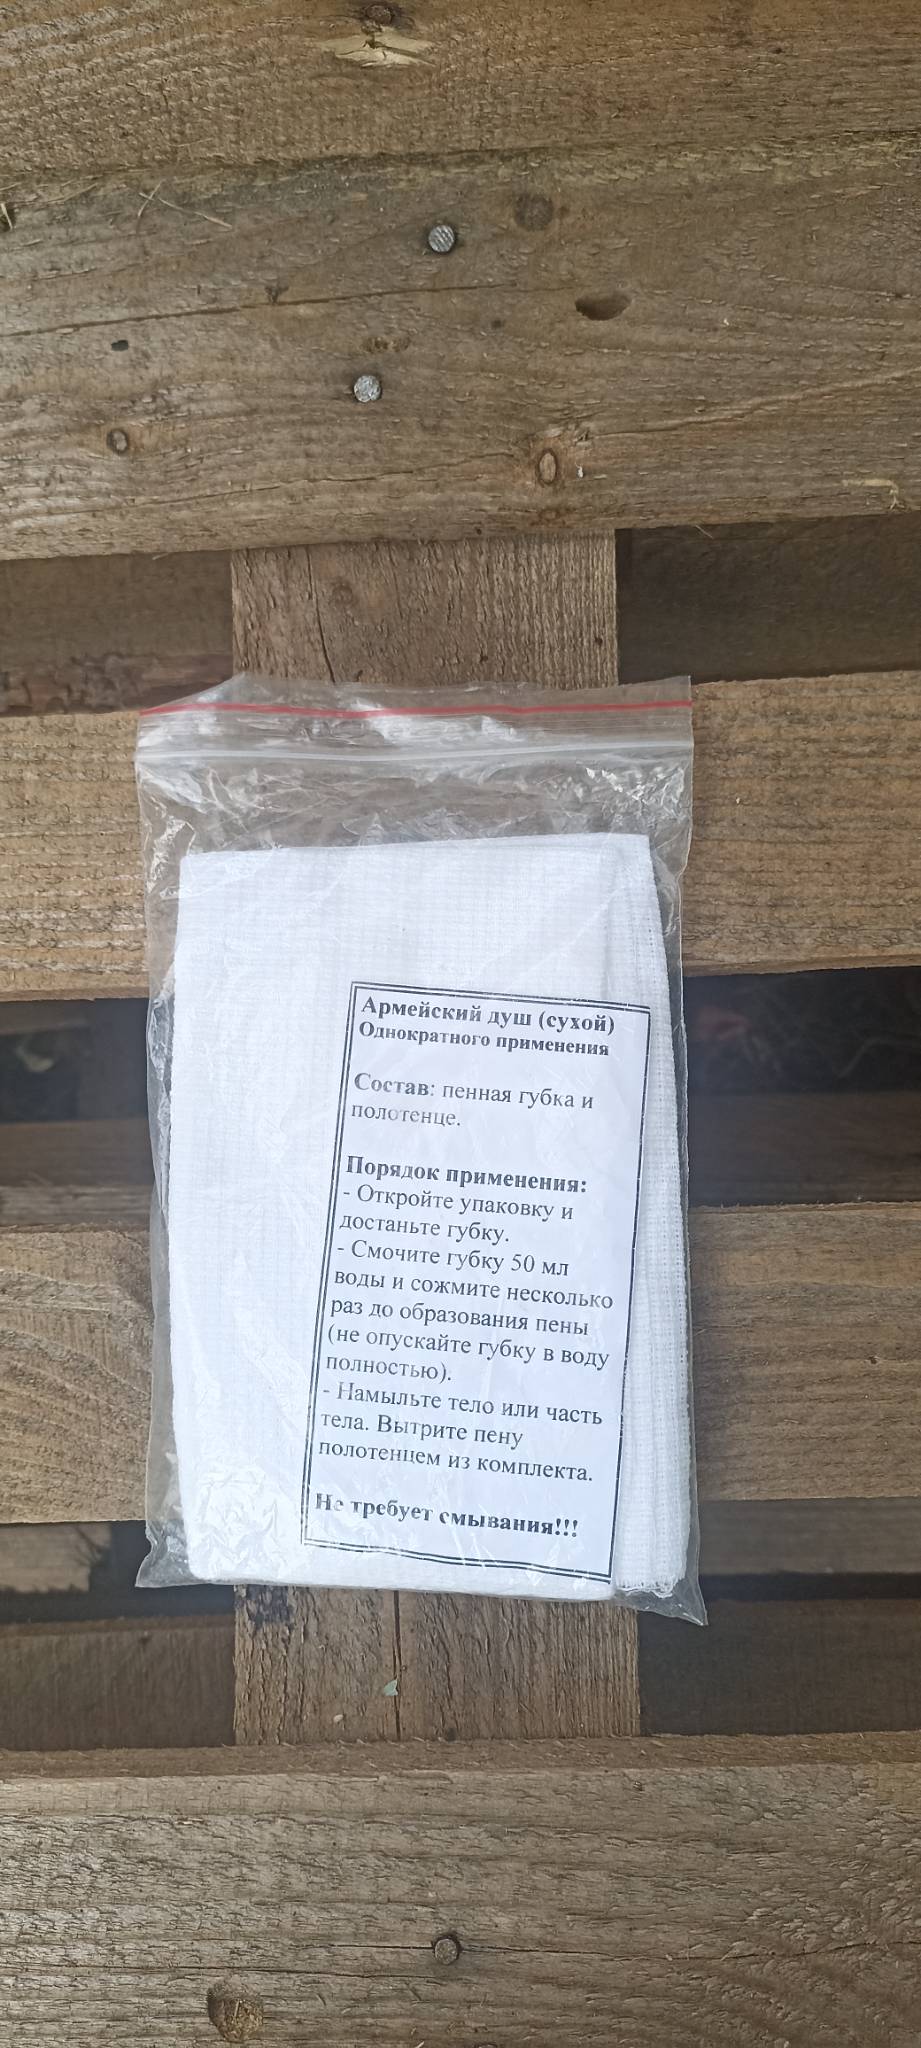 Армейский душ (сухой)
Однократного применения
Состав: пенная губка и
полотенце.
Порядок применения:
- Откройте упаковку и
достаньте губку.
- Смочите губку 50 мл
воды и сожмите несколько
раз до образования пены
(не опускайте губку в воду
полностью).
- Намыльте тело или часть
тела. Вытрите пену
полотенцем из комплекта.
Не требует смывания!!!